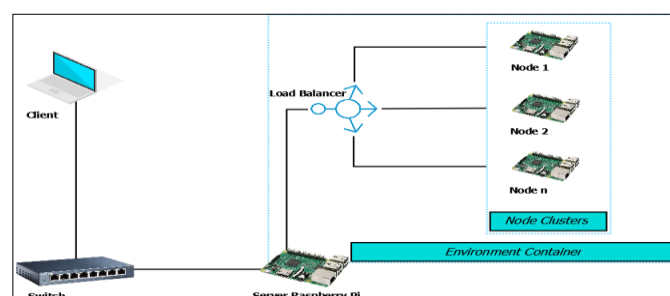 Node 1
Load Balancer
Client
Node 2
Node n
Node Clusters
Environment Container
Switch
Server Raspberry Pi